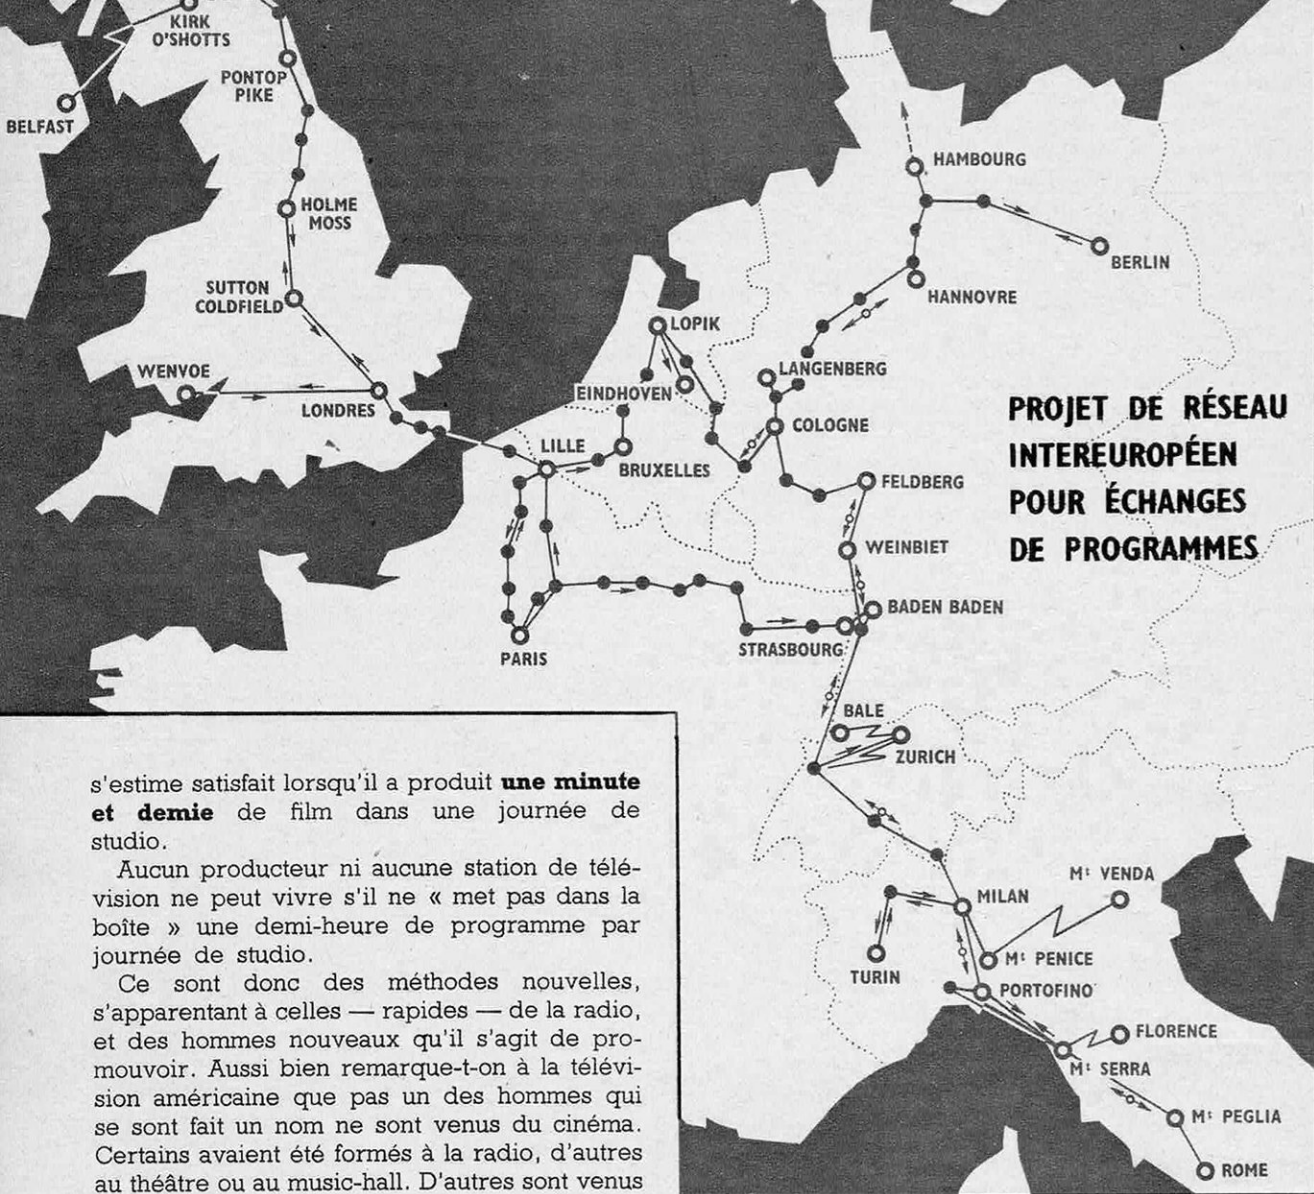 KIRK
O'SHOTTS
PONTOP
PIKE
BELFAST
HAMBOURG
HOLME
MOSS
BERLIN
SUTTON
COLDFIELD
HANNOVRE
LOPIK
WENVOE
LANGENBERG
EINDHOVEN
LONDRES
COLOGNE
LILLE
BRUXELLES
FELDBERG
PROJET DE RÉSEAU
INTEREUROPÉEN
POUR ÉCHANGES
DE PROGRAMMES
WEINBIET
BADEN BADEN
STRASBOURG
PARIS
BALE
ZURICH
Mt VENDA
MILAN
Mt PENICE
TURIN
PORTOFINO
FLORENCE
Mt SERRA
Mt PEGLIA
ROME
s'estime satisfait lorsqu'il a produit une minute
et demie de film dans une journée de
studio.
Aucun producteur ni aucune station de télé-
vision ne peut vivre s'il ne « met pas dans la
boîte » une demi-heure de programme par
journée de studio.
Ce sont donc des méthodes nouvelles,
s'apparentant à celles — rapides — de la radio,
et des hommes nouveaux qu'il s'agit de pro-
mouvoir. Aussi bien remarque-t-on à la télévi-
sion américaine que pas un des hommes qui
se sont fait un nom ne sont venus du cinéma.
Certains avaient été formés à la radio, d'autres
au théâtre ou au music-hall. D'autres sont venus